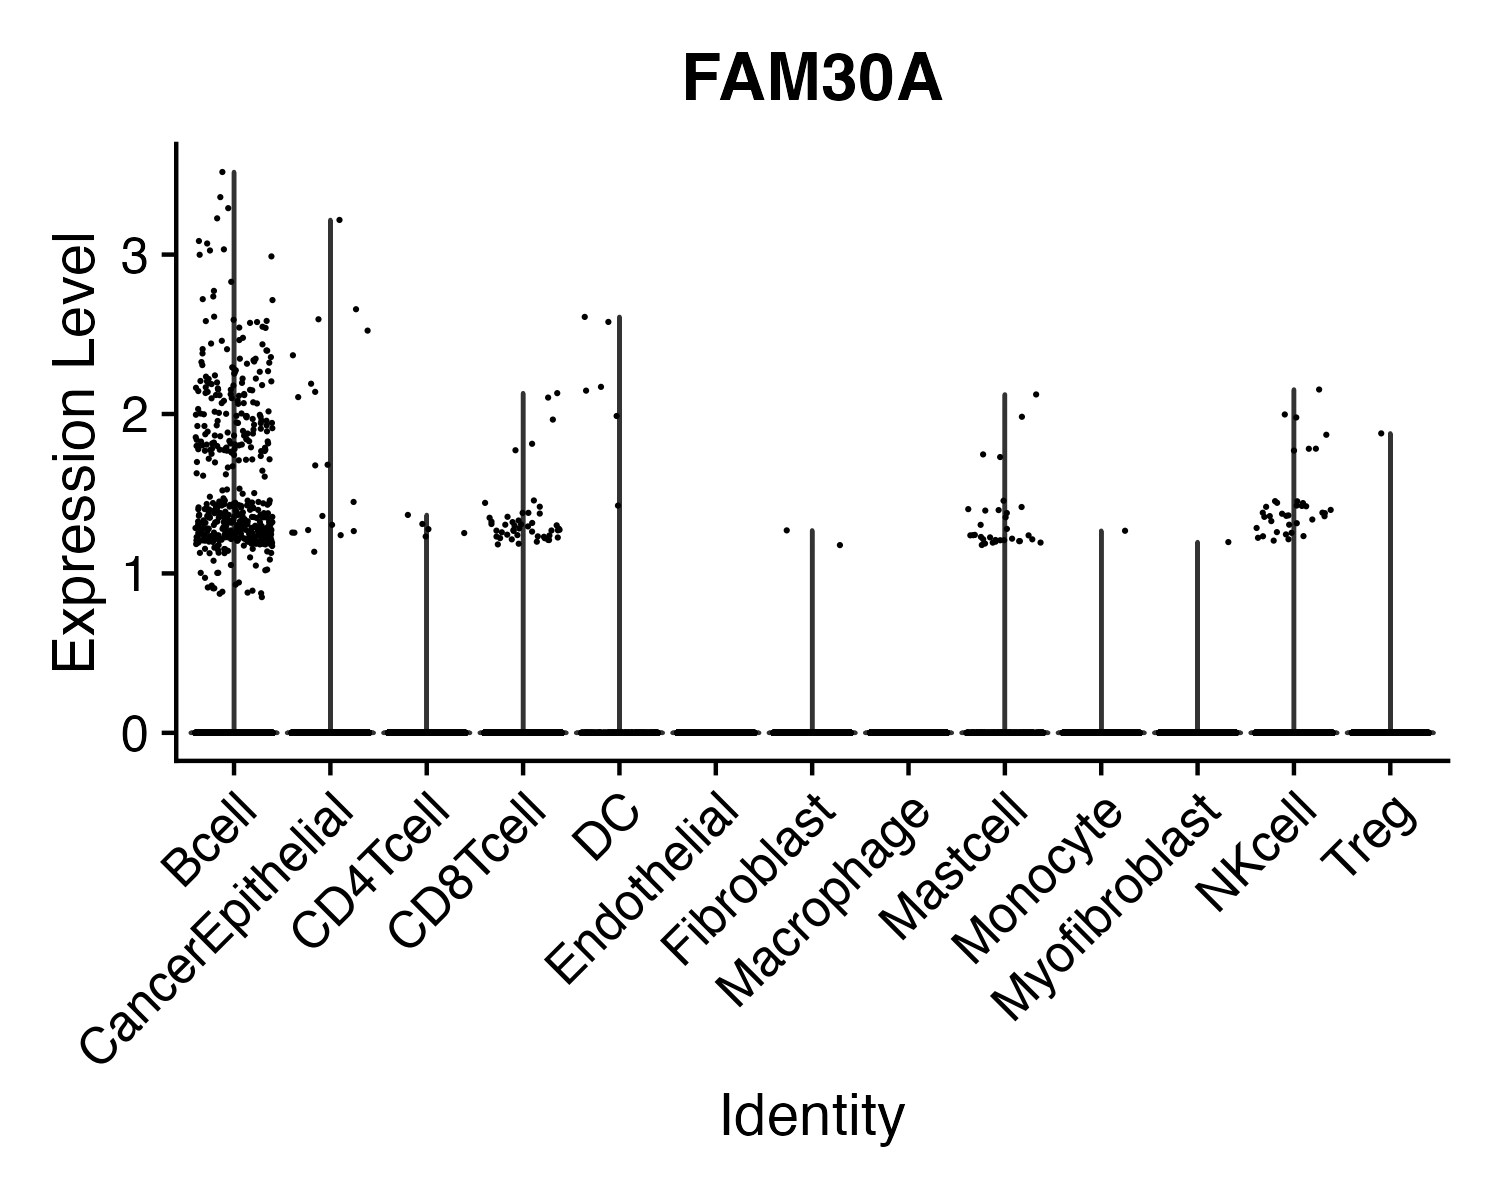 FAM30A
Expression Level
3
2
1
0
Bcell
CancerEpithelial
CD4Tcell
CD8Tcell
DC
Endothelial
Fibroblast
Macrophage
Mastcell
Monocyte
Myofibroblast
NKcell
Treg
Identity